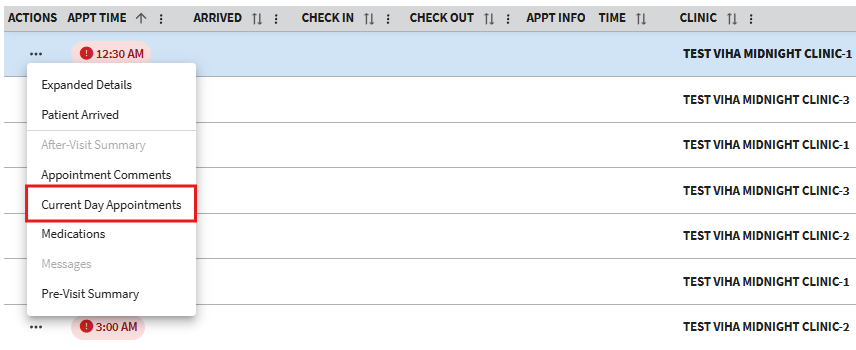 ACTIONS APPT TIME ARRIVED CHECK IN CHECK OUT APPT INFO TIME CLINIC
12:30 AM TEST VIHA MIDNIGHT CLINIC-1
Expanded Details
TEST VIHA MIDNIGHT CLINIC-3
Patient Arrived
After-Visit Summary TEST VIHA MIDNIGHT CLINIC-1
Appointment Comments
TEST VIHA MIDNIGHT CLINIC-3
Current Day Appointments
Medications TEST VIHA MIDNIGHT CLINIC-2
Messages
TEST VIHA MIDNIGHT CLINIC-1
Pre-Visit Summary
3:00 AM TEST VIHA MIDNIGHT CLINIC-2